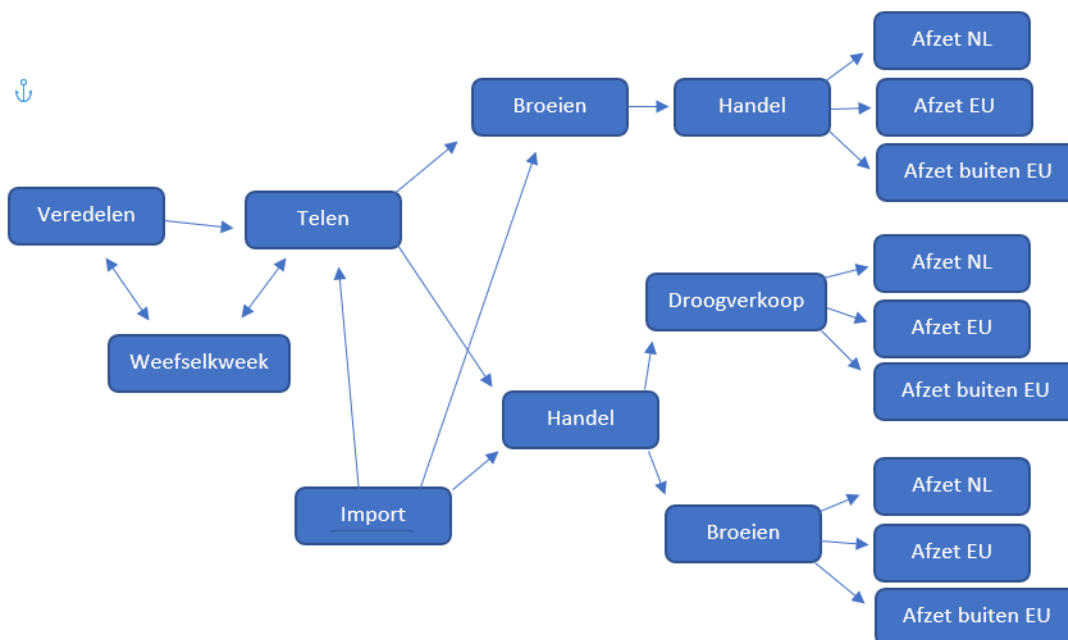 Afzet NL
Broeien
Handel
Afzet EU
Afzet buiten EU
Veredelen
Telen
Afzet NL
Droogverkoop
Afzet EU
Weefselkweek
Afzet buiten EU
Handel
Afzet NL
Import
Broeien
Afzet EU
Afzet buiten EU